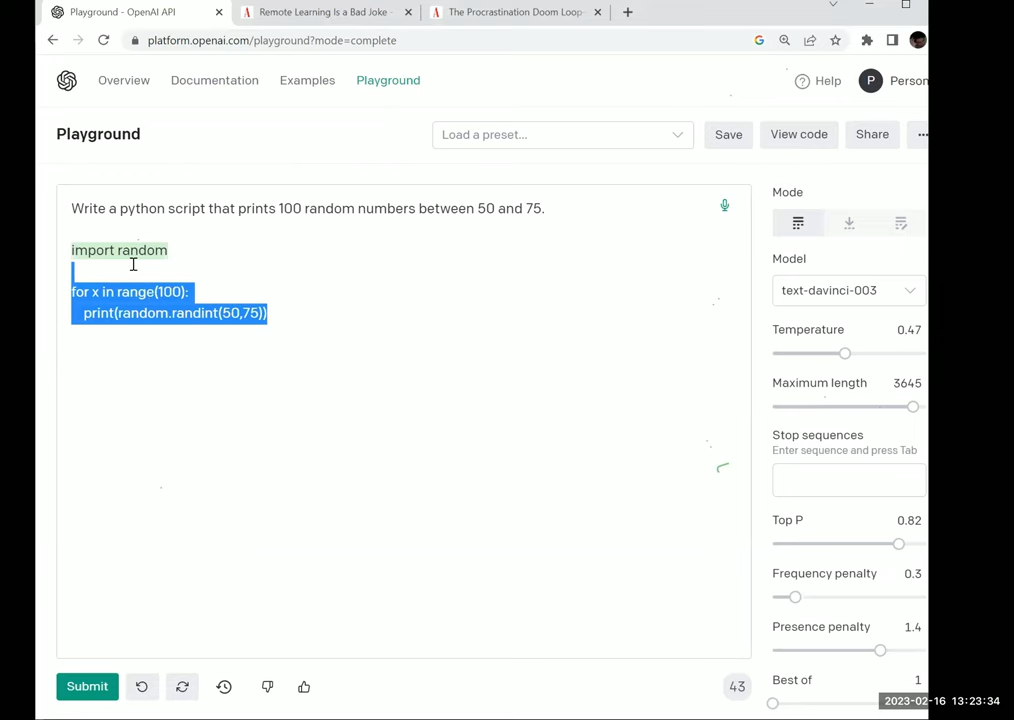 Playground - OpenAI API
Remote Learning Is a Bad Joke -
The Procrastination Doom Loop-
platform.openai.com/playground?mode=complete
Overview Documentation Examples Playground
Help P Person
Playground
Load a preset...
Save View code Share
Write a python script that prints 100 random numbers between 50 and 75.
import random
for x in range(100):
print(random.randint(50,75))
Mode
Model
text-davinci-003
Temperature 0.47
Maximum length 3645
Stop sequences
Enter sequence and press Tab
Top P 0.82
Frequency penalty 0.3
Presence penalty 1.4
Best of 1
Submit
43
2023-02-16 13:23:34